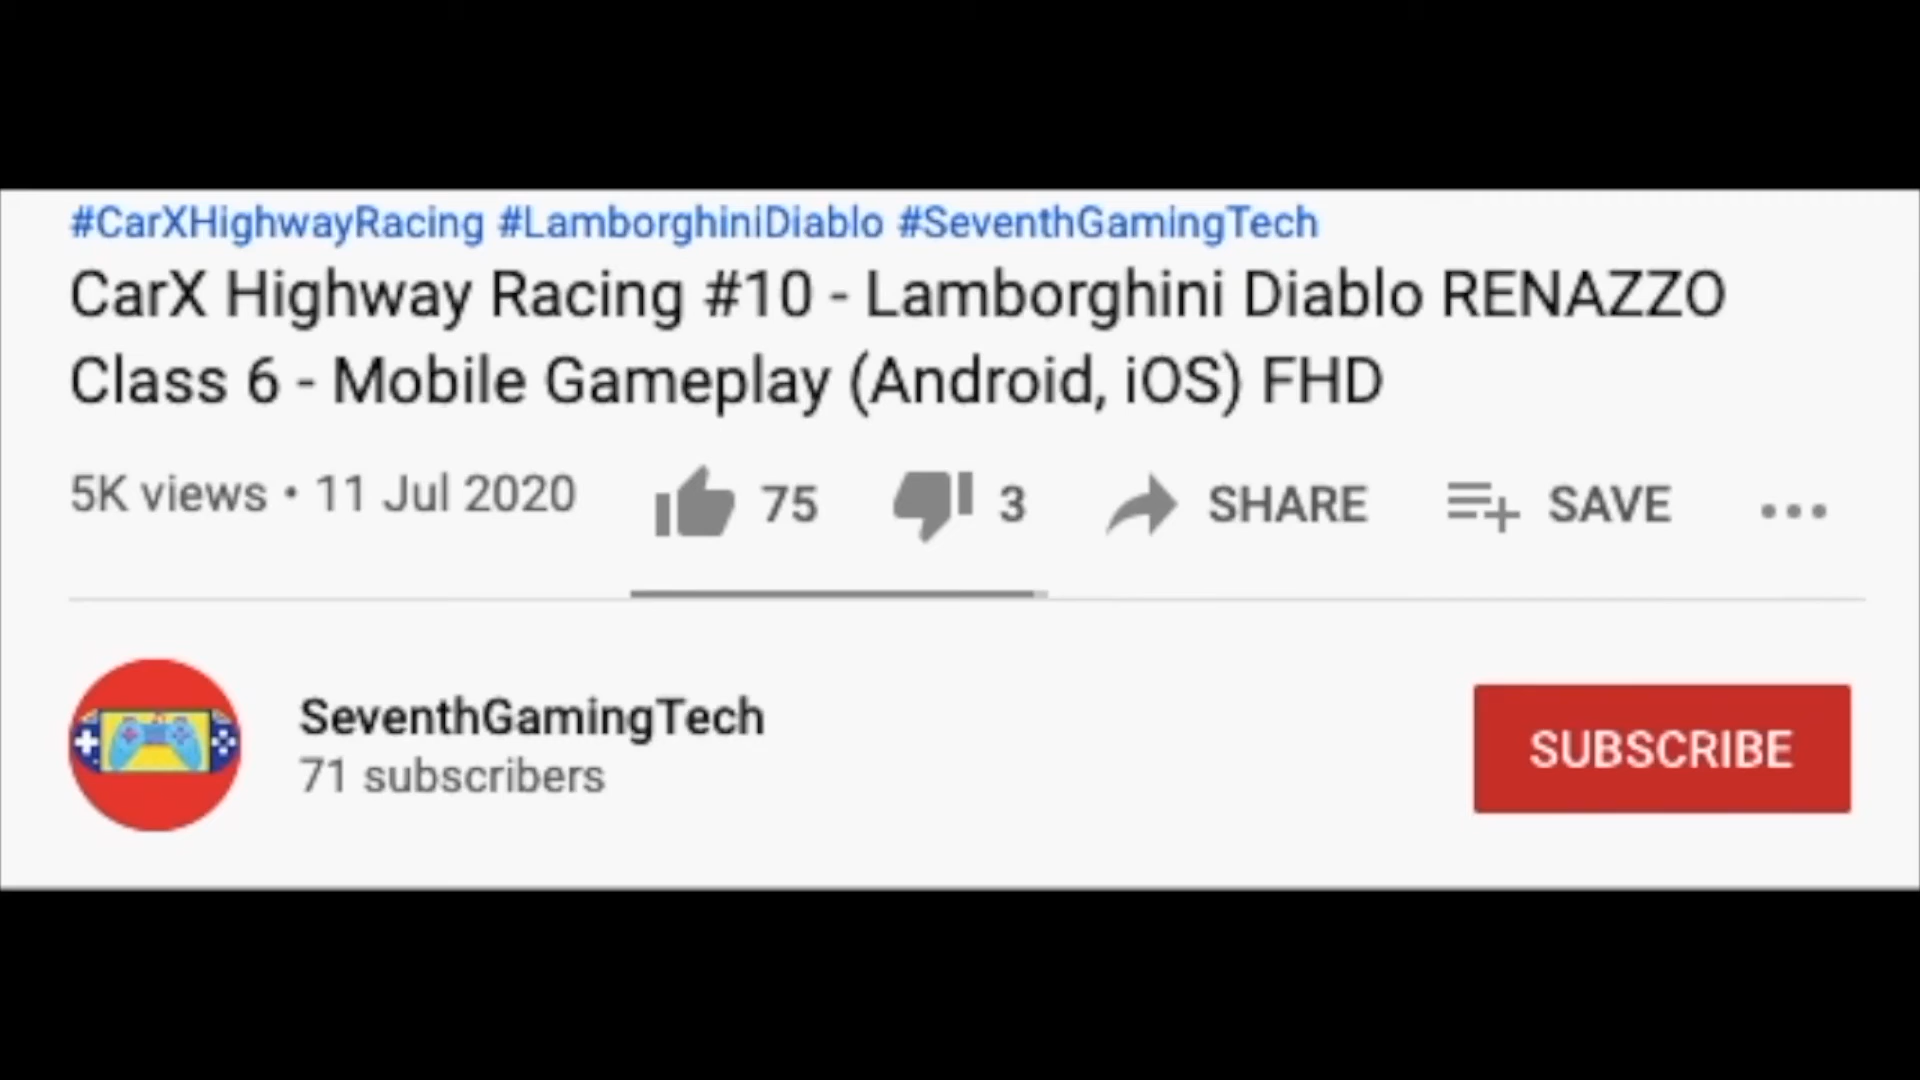 #CarXHighwayRacing #LamborghiniDiablo #SeventhGamingTech
CarX Highway Racing #10 - Lamborghini Diablo RENAZZO
Class 6 - Mobile Gameplay (Android, iOS) FHD
5K views • 11 Jul 2020 75 3 SHARE SAVE
SeventhGamingTech
71 subscribers
SUBSCRIBE